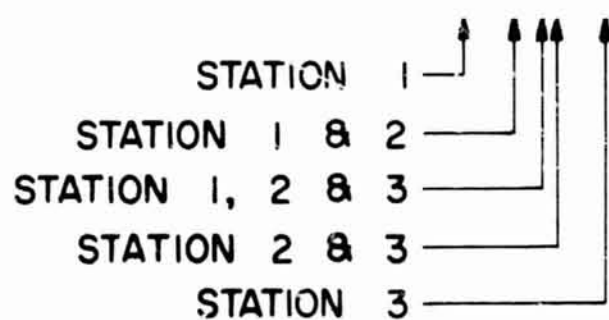 STATION 1
STATION 1 & 2
STATION 1, 2 & 3
STATION 2 & 3
STATION 3